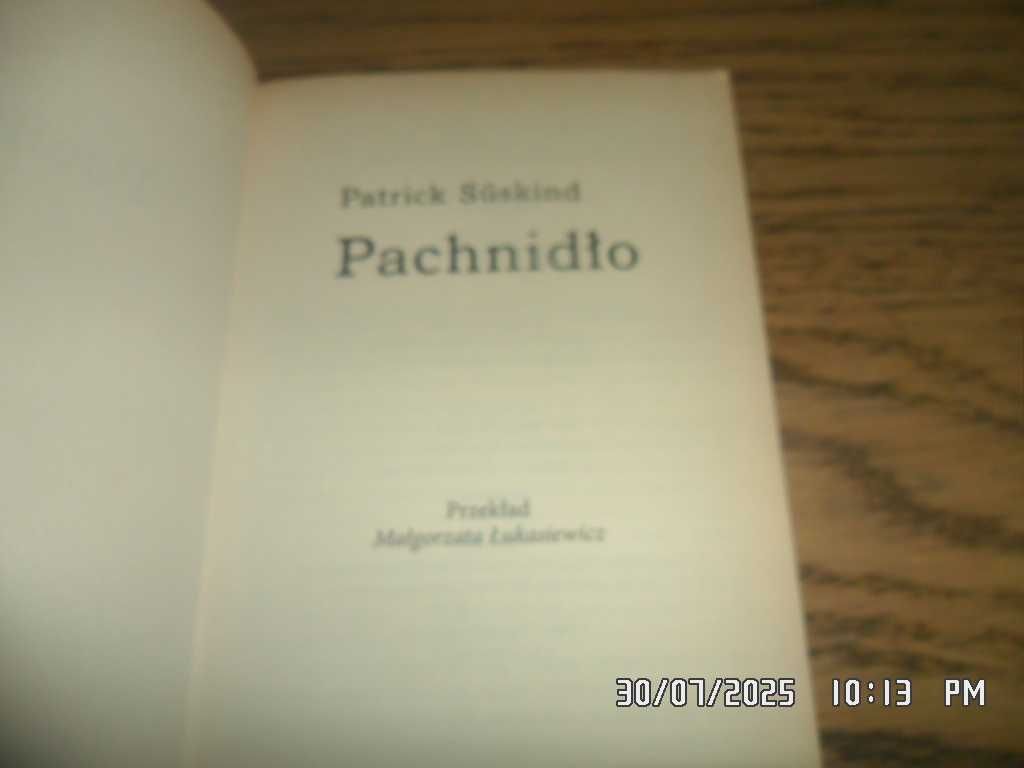 Patrick Süskind
Pachnidło
Przekład
Małgorzata Łukasiewicz
30/07/2025 10:13 PM